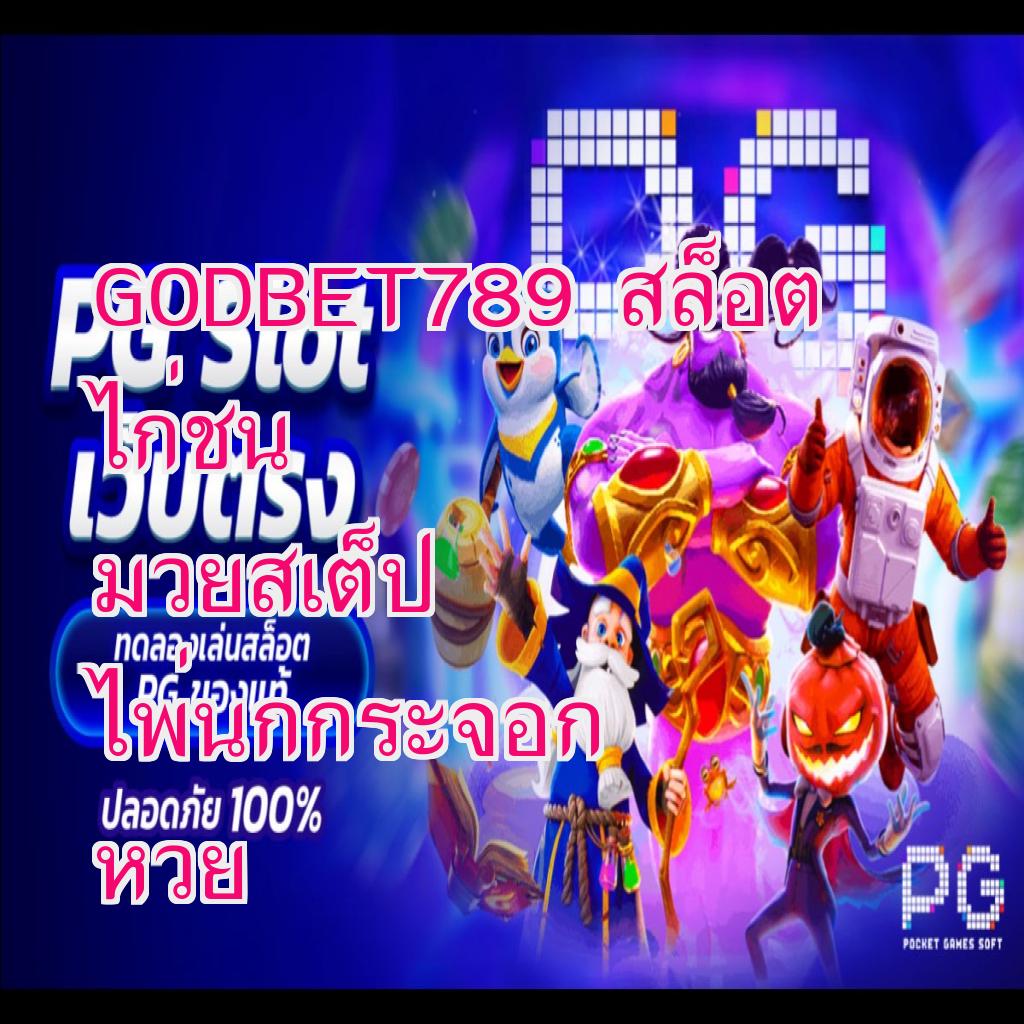 GODBET789 สล็อต
PG Slot
ไก่ชน
เว็บตรง
มวยสเต็ป
ทดลองเล่นสล็อต
PG ของแท้
ไพ่นกกระจอก
ปลอดภัย 100%
หวย
PG
PG
POCKET GAMES SOFT